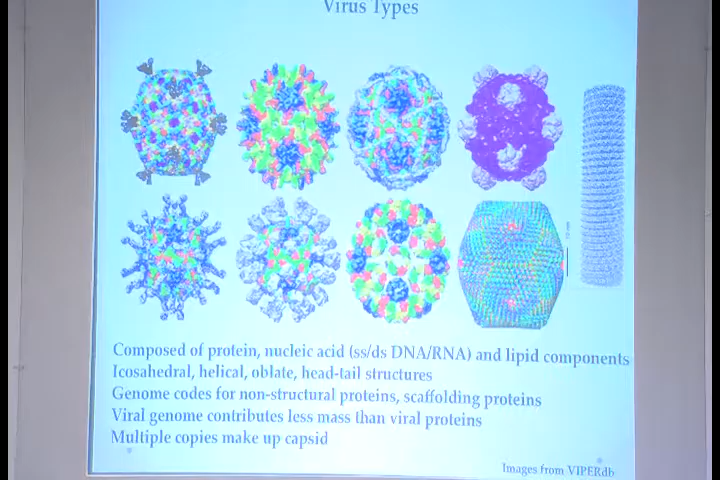 Virus Types
Composed of protein, nucleic acid (ss/ds DNA/RNA) and lipid components
Icosahedral, helical, oblate, head-tail structures
Genome codes for non-structural proteins, scaffolding proteins
Viral genome contributes less mass than viral proteins
Multiple copies make up capsid
Images from VIPERdb